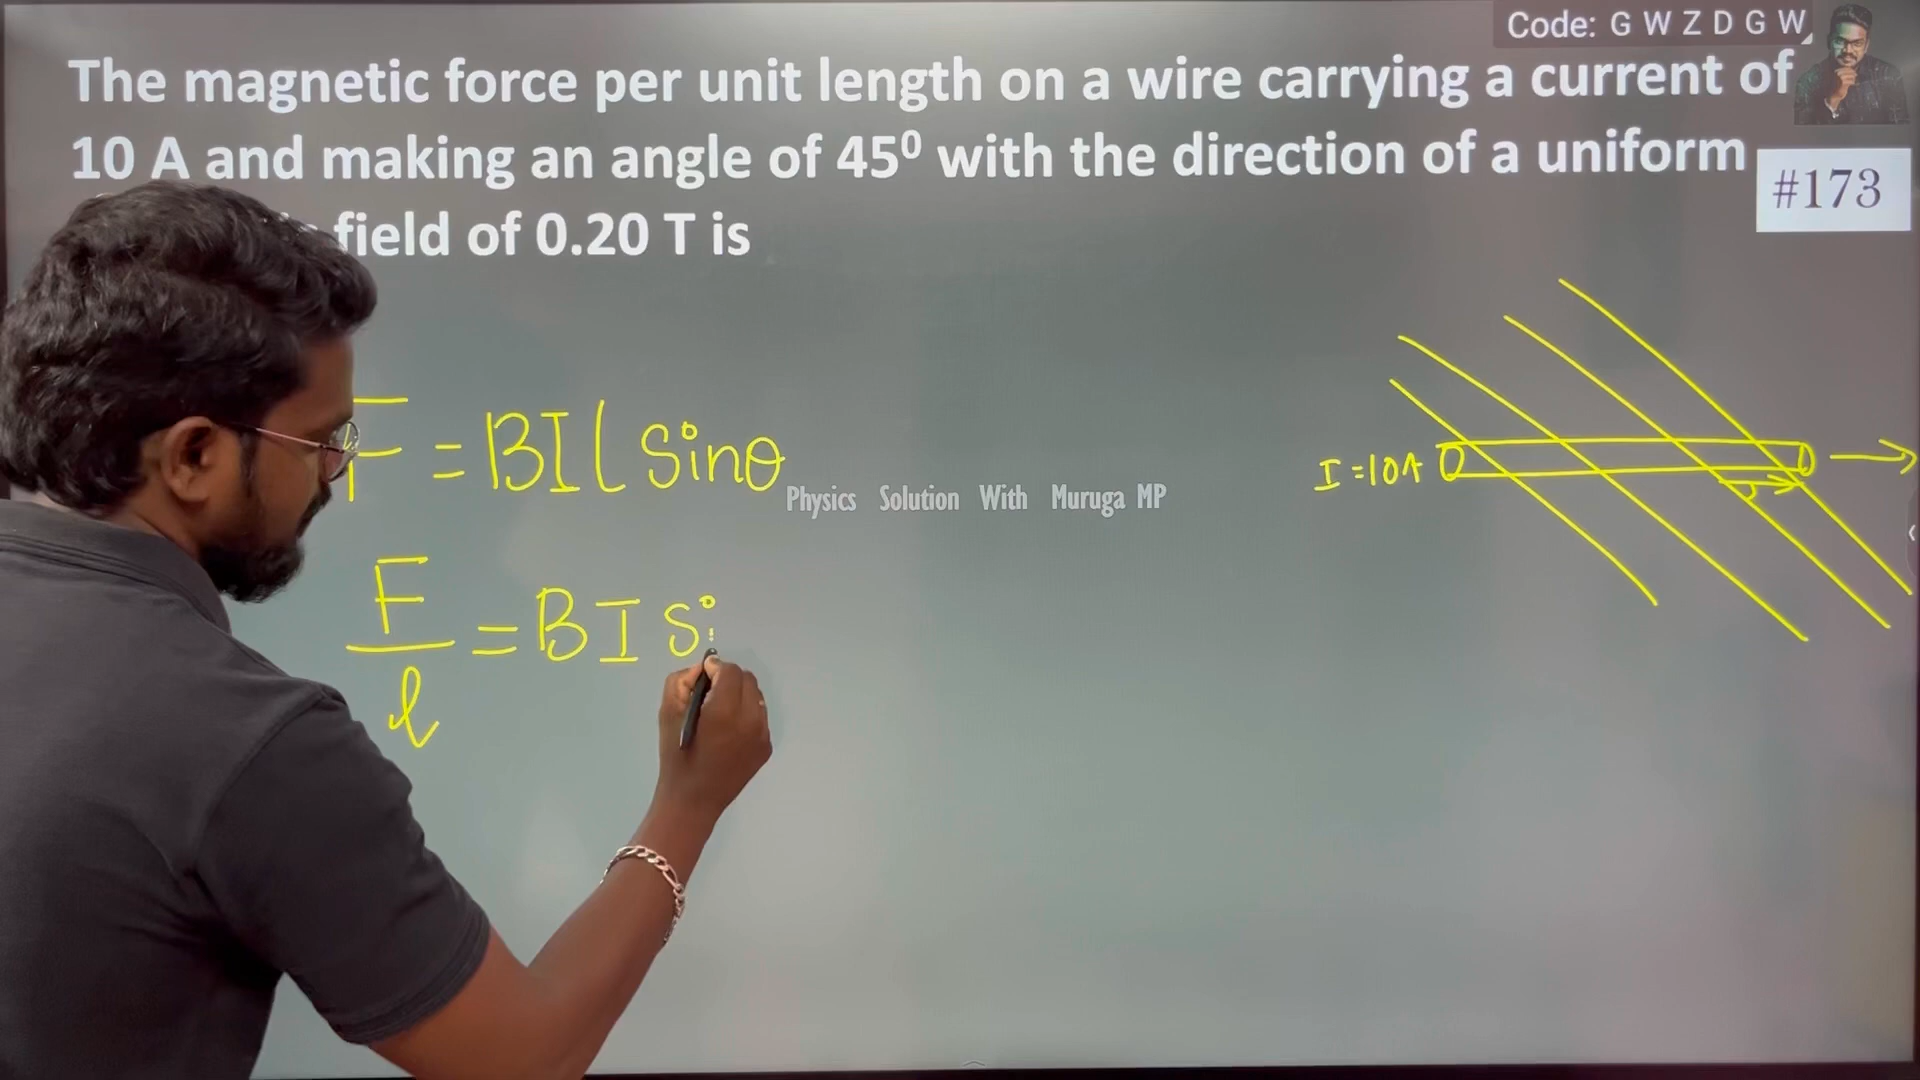 Code: G W Z D G W
The magnetic force per unit length on a wire carrying a current of
10 A and making an angle of 45⁰ with the direction of a uniform
field of 0.20 T is
#173
F = BIl Sinθ
Physics Solution With Muruga MP
I = 10A
F/l = BI Si